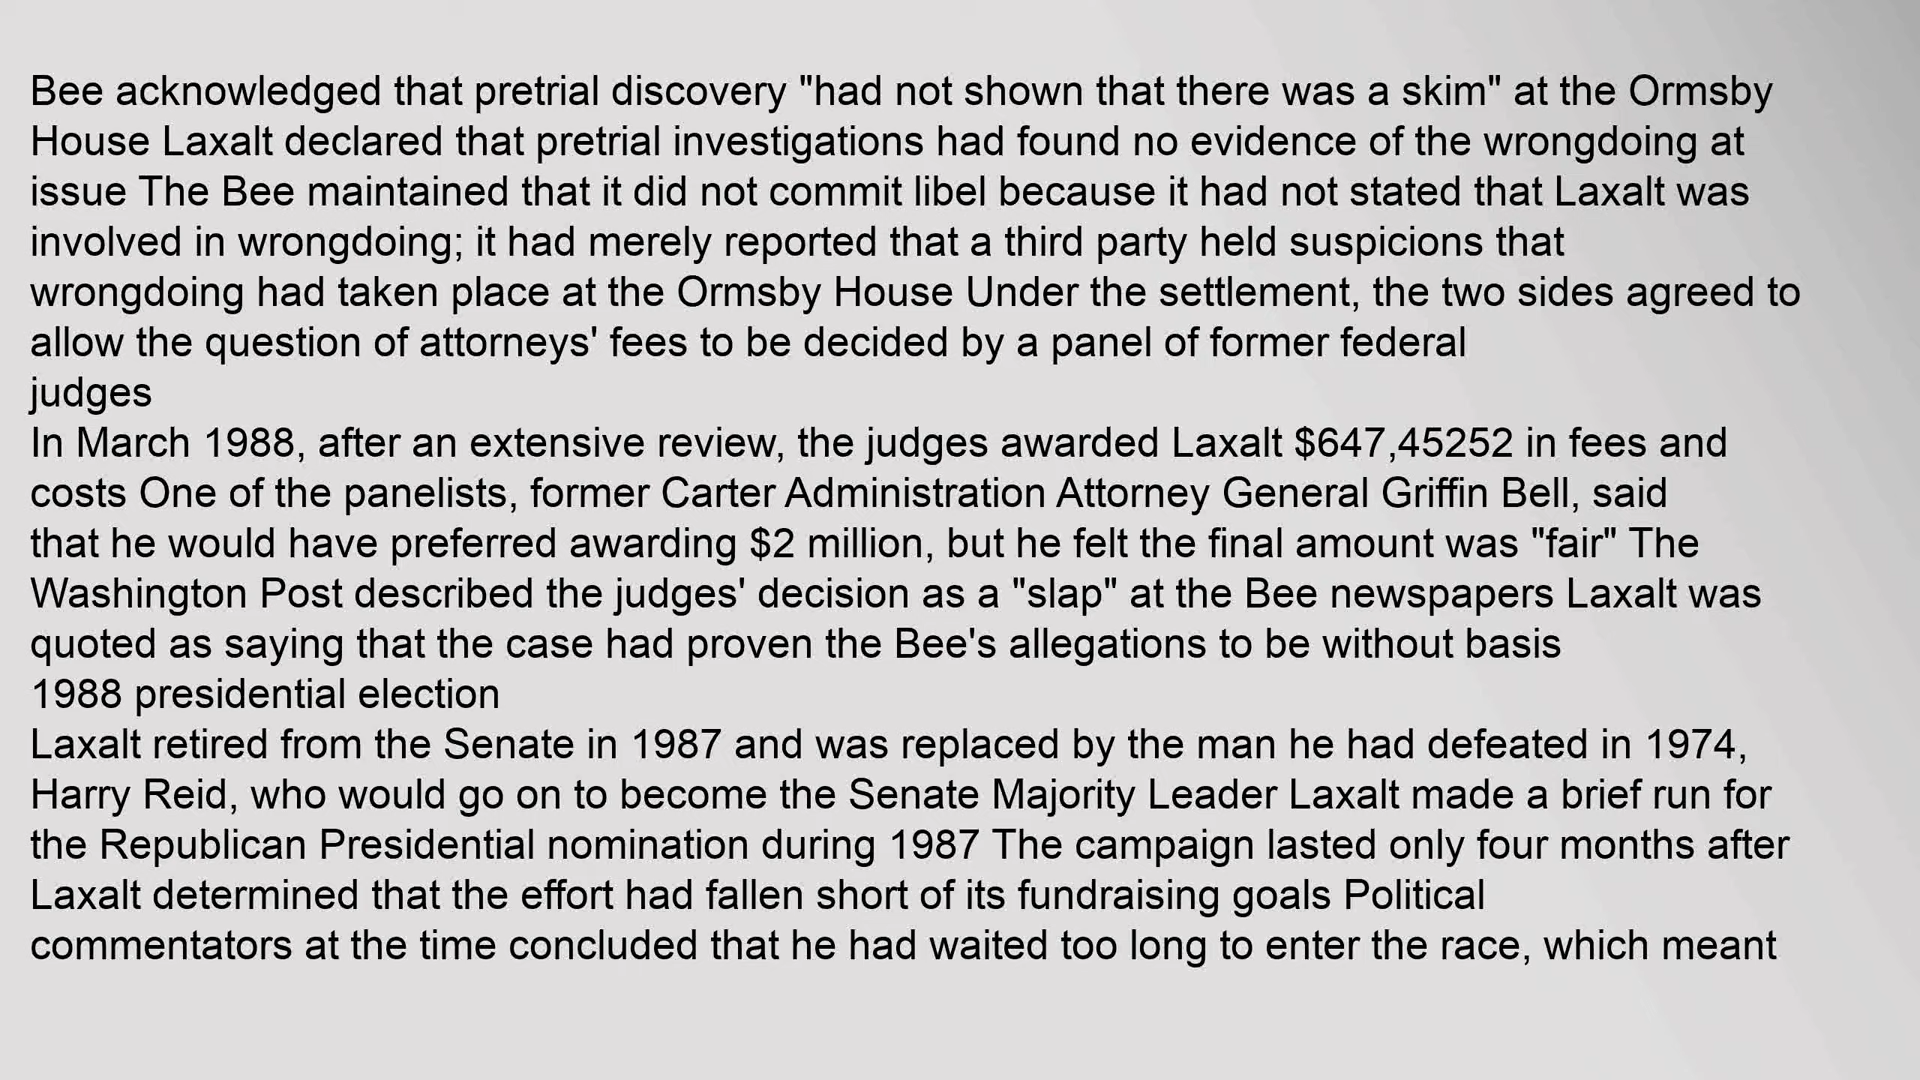 Bee acknowledged that pretrial discovery "had not shown that there was a skim" at the Ormsby
House Laxalt declared that pretrial investigations had found no evidence of the wrongdoing at
issue The Bee maintained that it did not commit libel because it had not stated that Laxalt was
involved in wrongdoing; it had merely reported that a third party held suspicions that
wrongdoing had taken place at the Ormsby House Under the settlement, the two sides agreed to
allow the question of attorneys' fees to be decided by a panel of former federal
judges
In March 1988, after an extensive review, the judges awarded Laxalt $647,45252 in fees and
costs One of the panelists, former Carter Administration Attorney General Griffin Bell, said
that he would have preferred awarding $2 million, but he felt the final amount was "fair" The
Washington Post described the judges' decision as a "slap" at the Bee newspapers Laxalt was
quoted as saying that the case had proven the Bee's allegations to be without basis
1988 presidential election
Laxalt retired from the Senate in 1987 and was replaced by the man he had defeated in 1974,
Harry Reid, who would go on to become the Senate Majority Leader Laxalt made a brief run for
the Republican Presidential nomination during 1987 The campaign lasted only four months after
Laxalt determined that the effort had fallen short of its fundraising goals Political
commentators at the time concluded that he had waited too long to enter the race, which meant